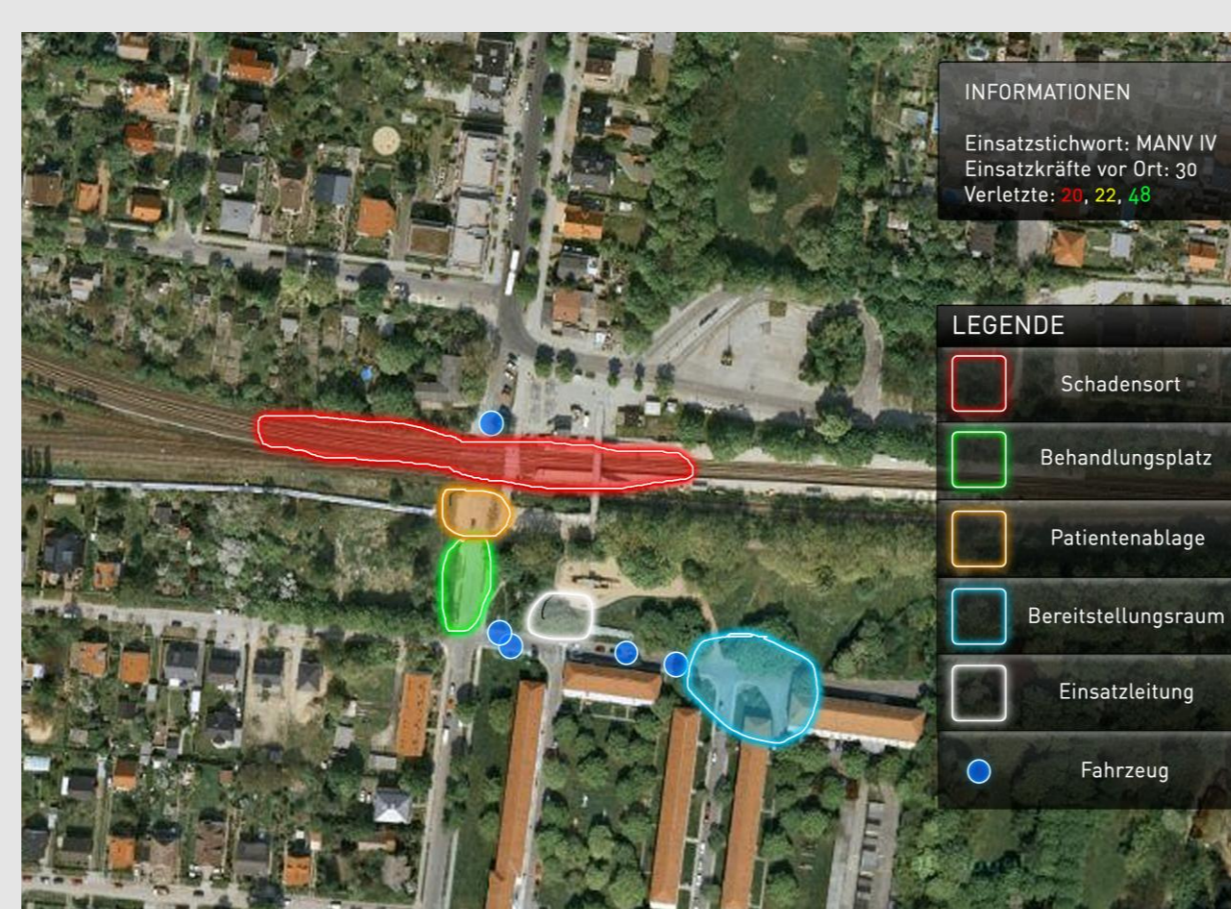 INFORMATIONEN
Einsatzstichwort: MANV IV
Einsatzkräfte vor Ort: 30
Verletzte: 20, 22, 48
LEGENDE
Schadensort
Behandlungsplatz
Patientenablage
Bereitstellungsraum
Einsatzleitung
Fahrzeug